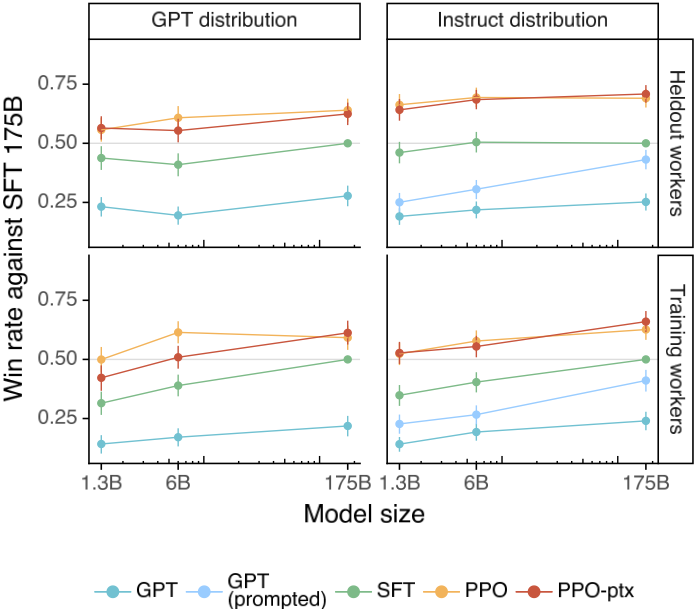 GPT distribution
Instruct distribution
Win rate against SFT 175B
0.75
0.50
0.25
Heldout workers
0.75
0.50
0.25
Training workers
1.3B
6B
175B
1.3B
6B
175B
Model size
GPT
GPT
(prompted)
SFT
PPO
PPO-ptx